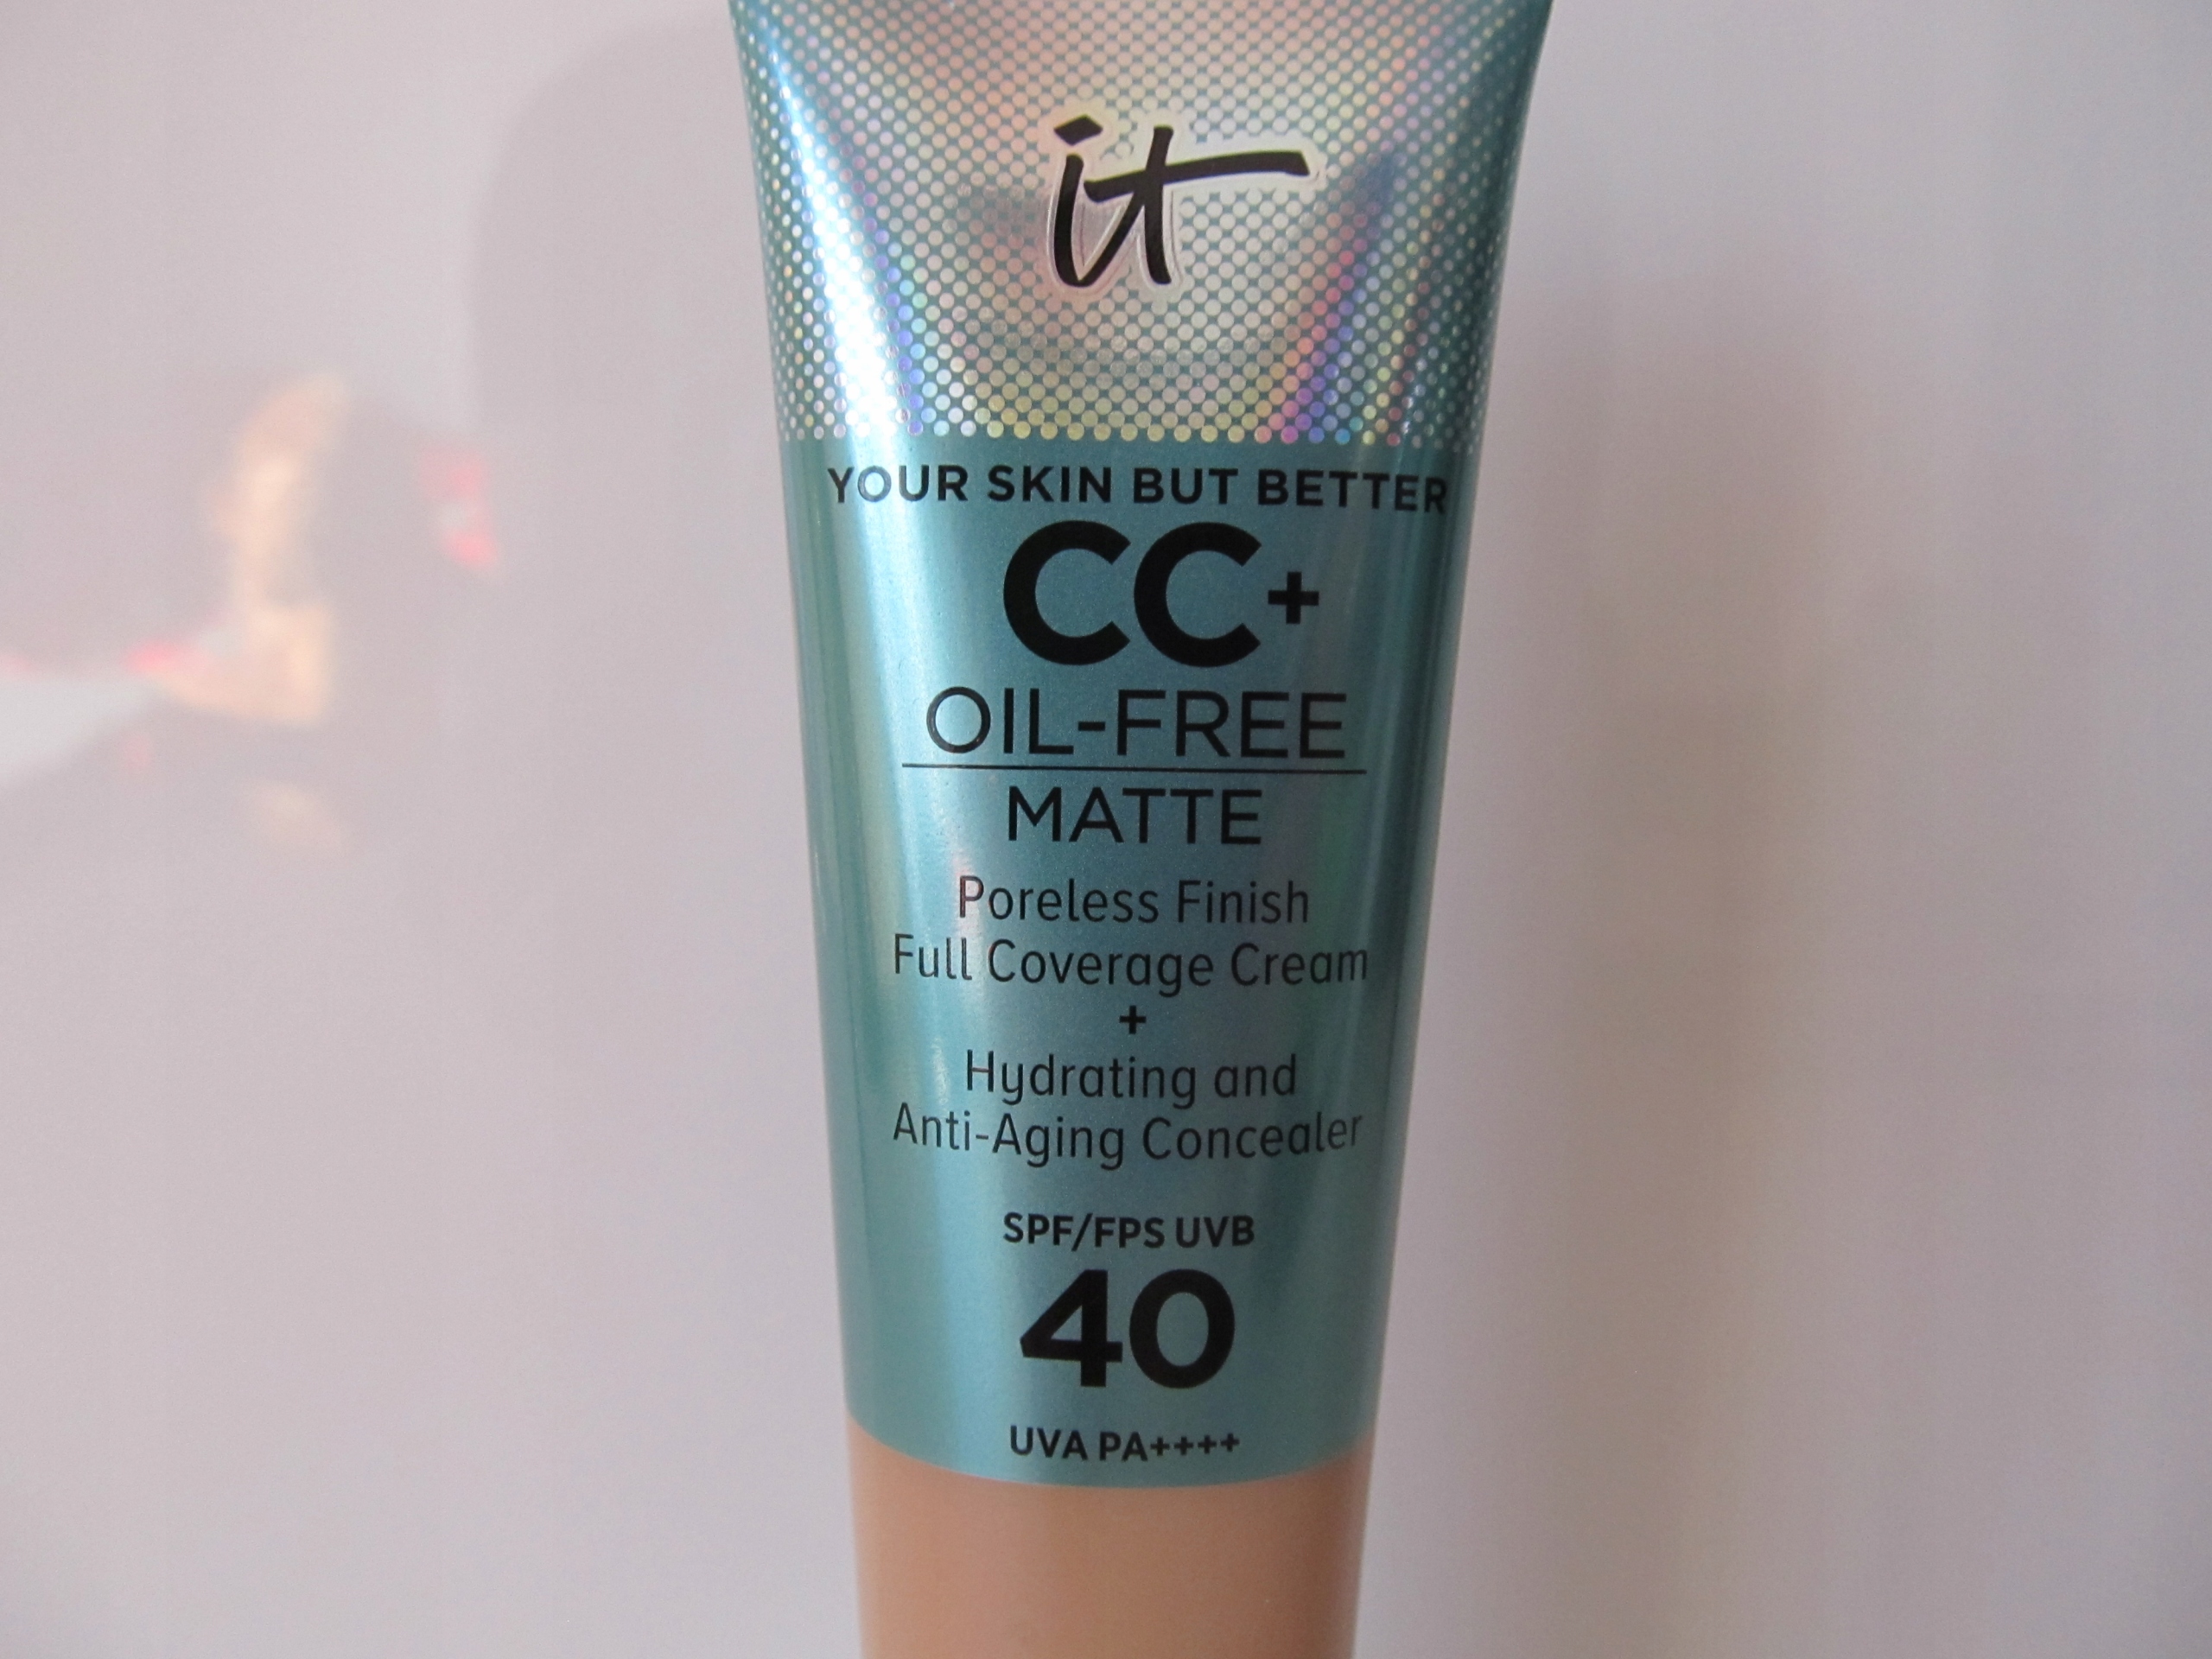 it
YOUR SKIN BUT BETTER
CC+
OIL-FREE
MATTE
Poreless Finish
Full Coverage Cream
+
Hydrating and
Anti-Aging Concealer
SPF/FPS UVB
40
UVA PA++++